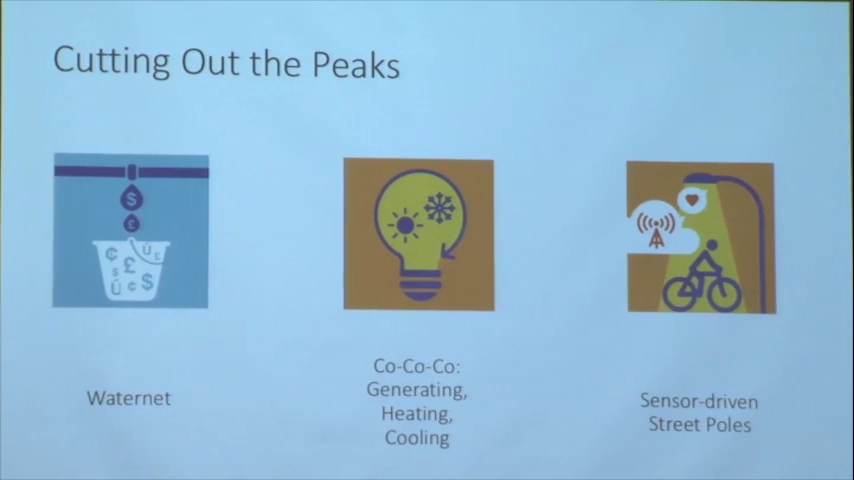 Cutting Out the Peaks
$
£
¢ Ú £
$ £
Ú ¢ $
Waternet
Co-Co-Co:
Generating,
Heating,
Cooling
Sensor-driven
Street Poles